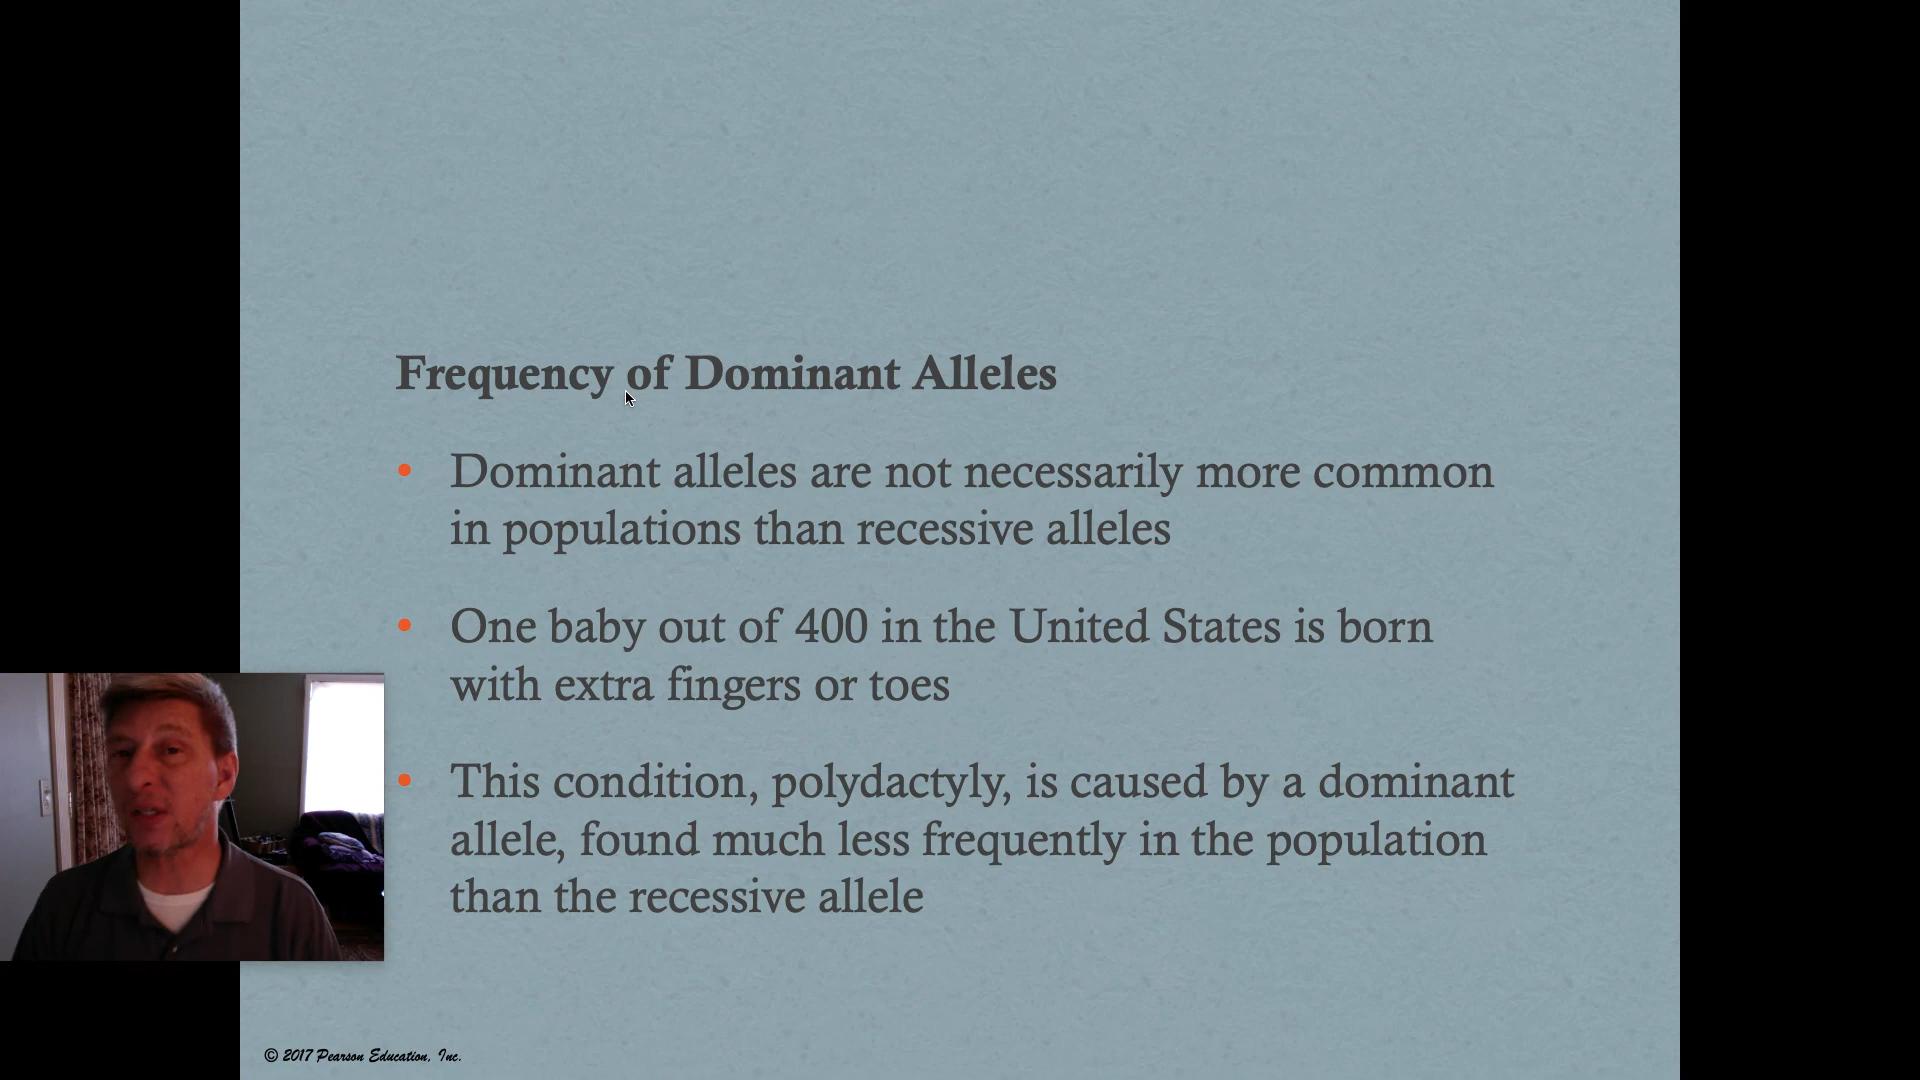 Frequency of Dominant Alleles
Dominant alleles are not necessarily more common
in populations than recessive alleles
One baby out of 400 in the United States is born
with extra fingers or toes
This condition, polydactyly, is caused by a dominant
allele, found much less frequently in the population
than the recessive allele
© 2017 Pearson Education, Inc.